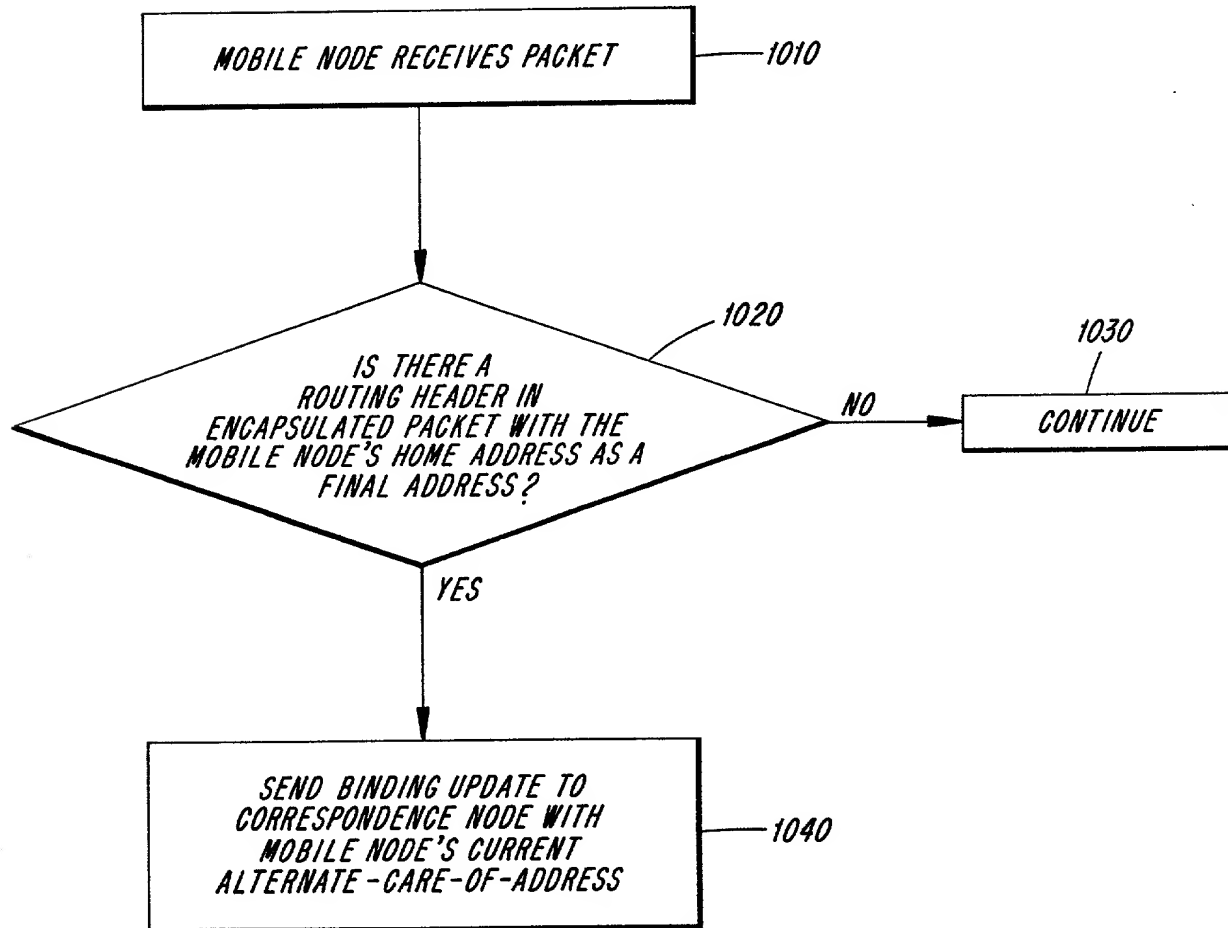 MOBILE NODE RECEIVES PACKET
1010
1020
IS THERE A
ROUTING HEADER IN
ENCAPSULATED PACKET WITH THE
MOBILE NODE'S HOME ADDRESS AS A
FINAL ADDRESS?
NO
1030
CONTINUE
YES
SEND BINDING UPDATE TO
CORRESPONDENCE NODE WITH
MOBILE NODE'S CURRENT
ALTERNATE-CARE-OF-ADDRESS
1040